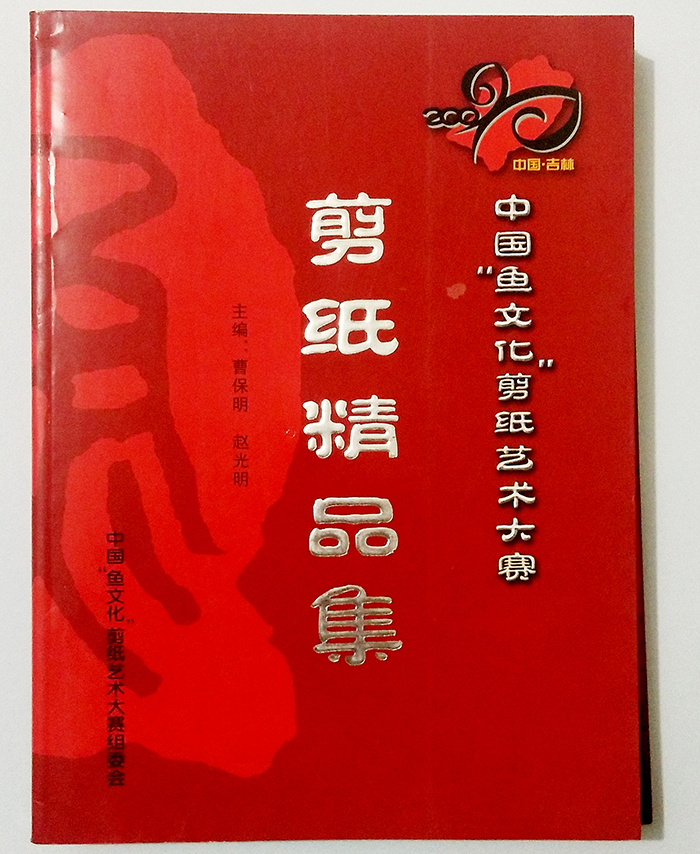 2009
中国·吉林
中国“鱼文化”剪纸艺术大赛
剪纸精品集
主编：曹保明 赵光明
中国“鱼文化”剪纸艺术大赛组委会